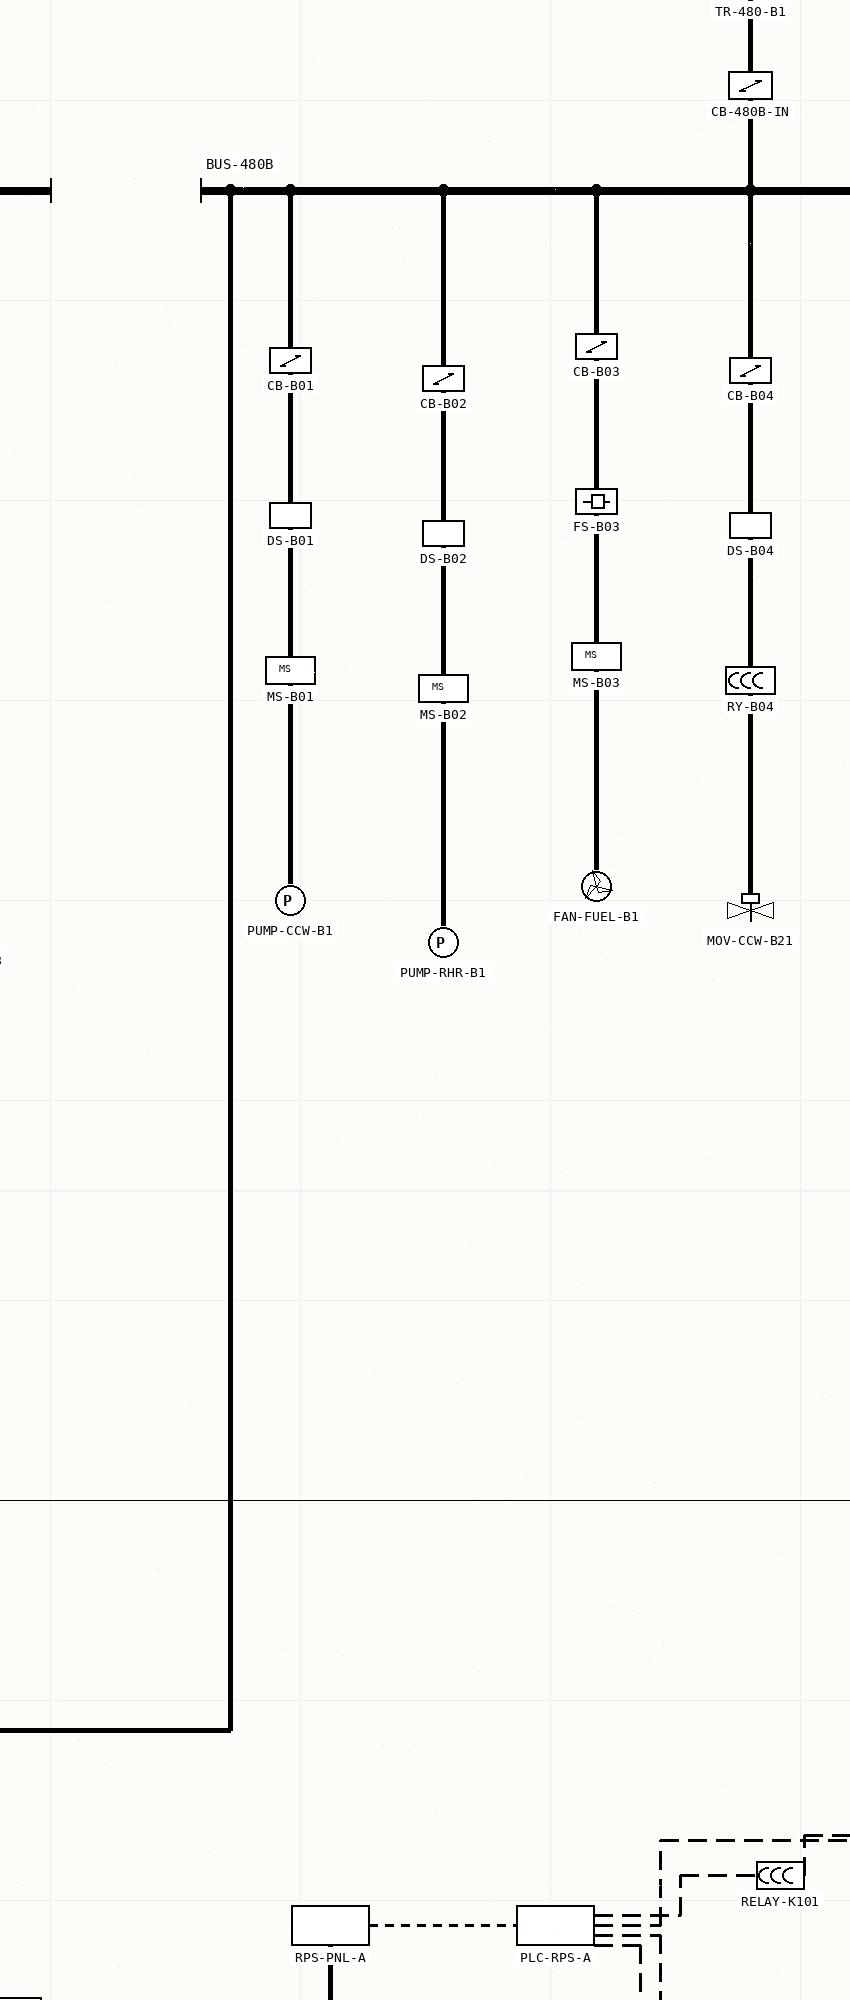 TR-480-B1
CB-480B-IN
BUS-480B
CB-B01
CB-B02
CB-B03
CB-B04
DS-B01
DS-B02
FS-B03
DS-B04
MS
MS-B01
MS
MS-B02
MS
MS-B03
RY-B04
P
PUMP-CCW-B1
P
PUMP-RHR-B1
FAN-FUEL-B1
MOV-CCW-B21
RELAY-K101
RPS-PNL-A
PLC-RPS-A